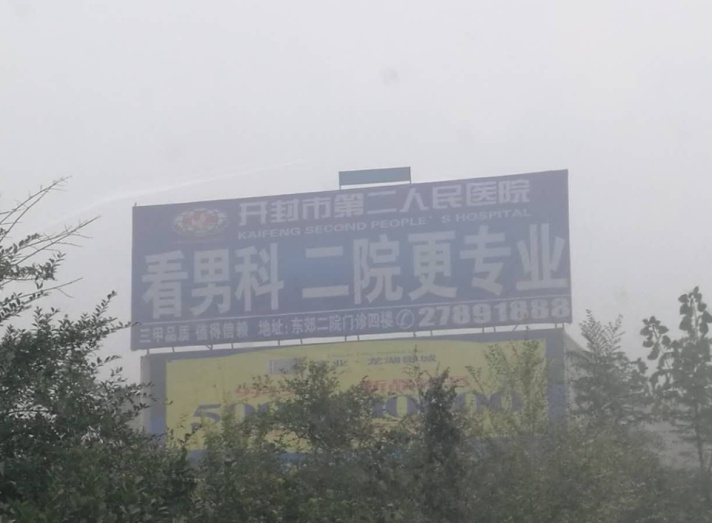 开封市第二人民医院
KAIFENG SECOND PEOPLE'S HOSPITAL
看男科 二院更专业
三甲品质 值得信赖 地址:东郊二院门诊四楼 27891888